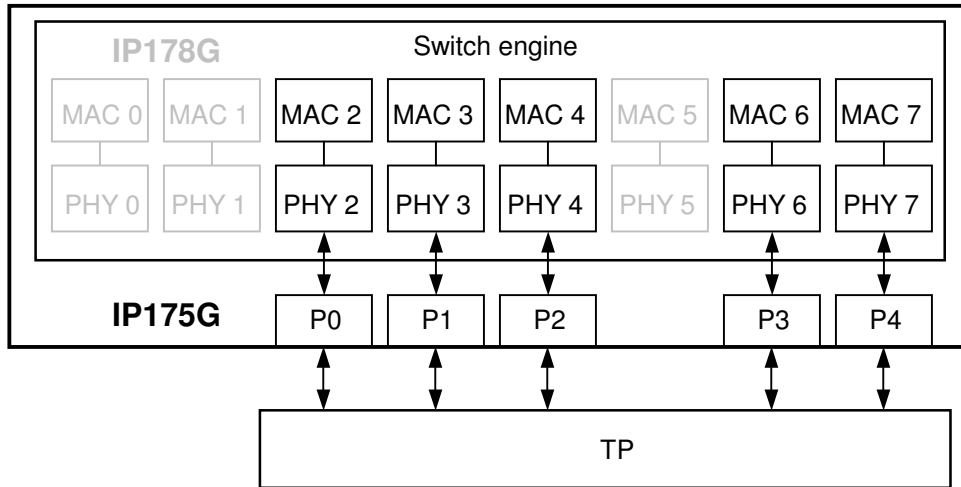 IP178G Switch engine
MAC 0 MAC 1 MAC 2 MAC 3 MAC 4 MAC 5 MAC 6 MAC 7
PHY 0 PHY 1 PHY 2 PHY 3 PHY 4 PHY 5 PHY 6 PHY 7
IP175G P0 P1 P2 P3 P4
TP